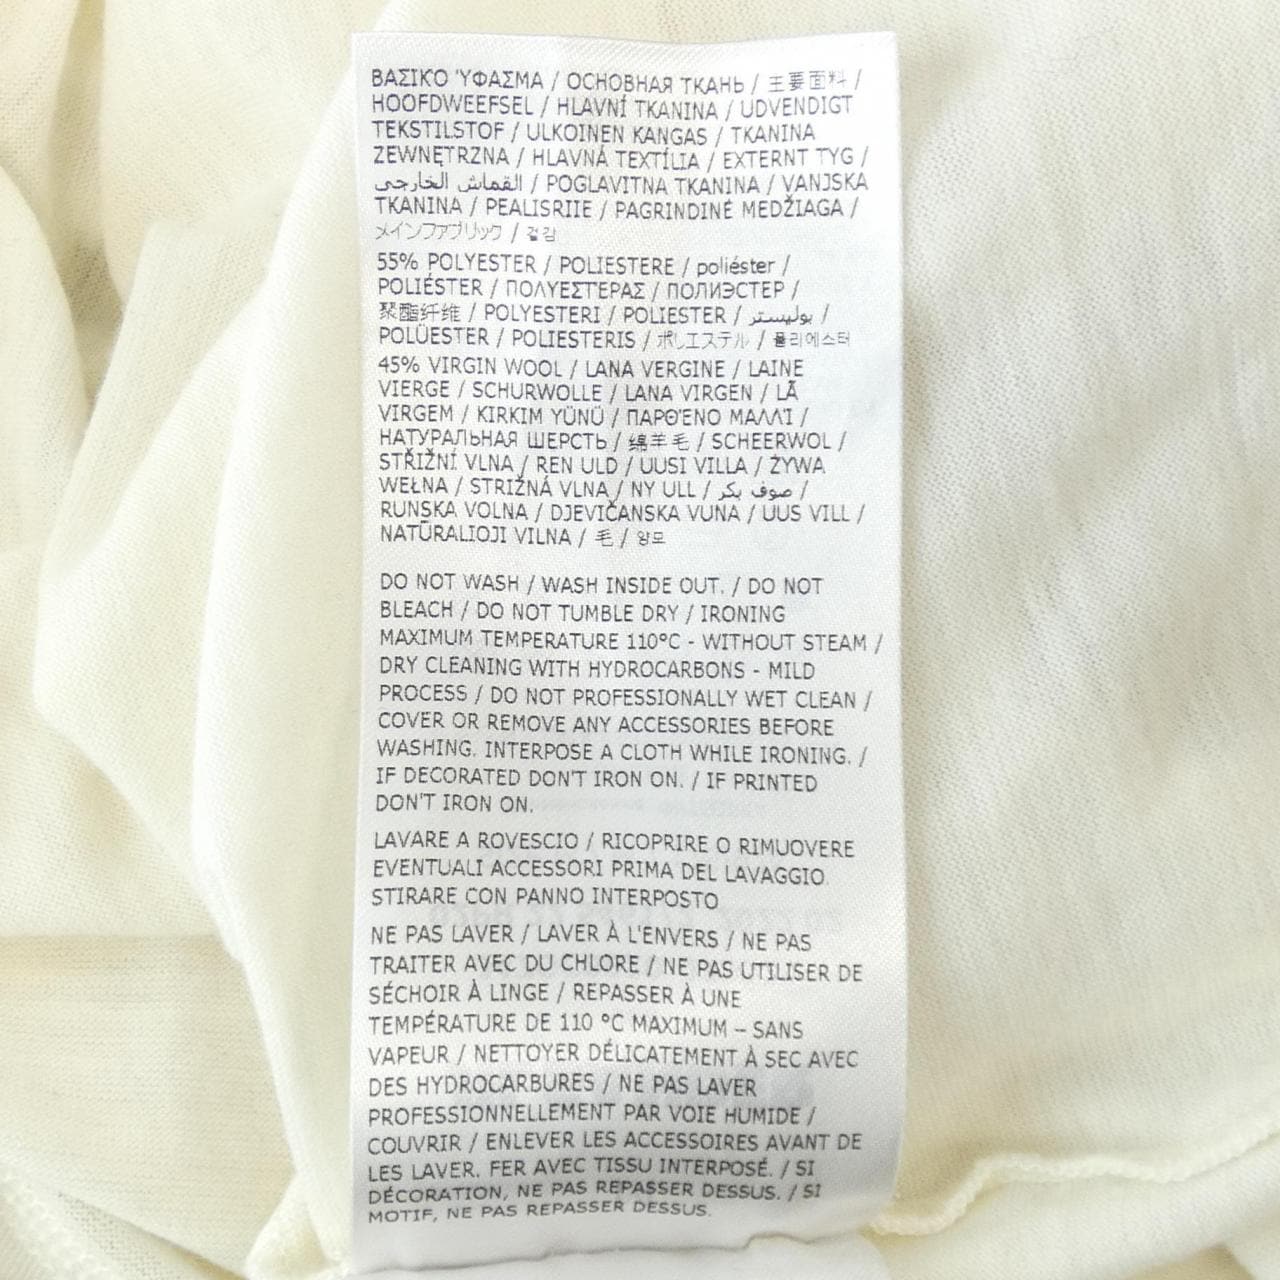 ΒΑΣΙΚΌ ΎΦΑΣΜΑ / ОСНОВНАЯ ТКАНЬ / 主要面料 /
HOOFDWEEFSEL / HLAVNÍ TKANINA / UDVENDIGT
TEKSTILSTOF / ULKOINEN KANGAS / TKANINA
ZEWNĘTRZNA / HLAVNÁ TEXTÍLIA / EXTERNT TYG /
القماش الخارجي / POGLAVITNA TKANINA / VANJSKA
TKANINA / PEALISRIIE / PAGRINDINĖ MEDŽIAGA /
メインファブリック / 겉감
55% POLYESTER / POLIESTERE / poliéster /
POLIÉSTER / ΠΟΛΥΕΣΤΈΡΑΣ / ПОЛИЭСТЕР /
聚酯纤维 / POLYESTERI / POLIESTER / بوليستر /
POLÜESTER / POLIESTERIS / ポリエステル / 폴리에스터
45% VIRGIN WOOL / LANA VERGINE / LAINE
VIERGE / SCHURWOLLE / LANA VIRGEN / LÃ
VIRGEM / KIRKIM YÜNÜ / ΠΑΡΘΈΝΟ ΜΑΛΛΊ /
НАТУРАЛЬНАЯ ШЕРСТЬ / 绵羊毛 / SCHEERWOL /
STŘIŽNÍ VLNA / REN ULD / UUSI VILLA / ŻYWA
WEŁNA / STRIŽNÁ VLNA / NY ULL / صوف بكر /
RUNSKA VOLNA / DJEVIČANSKA VUNA / UUS VILL /
NATŪRALIOJI VILNA / 毛 / 양모
DO NOT WASH / WASH INSIDE OUT. / DO NOT
BLEACH / DO NOT TUMBLE DRY / IRONING
MAXIMUM TEMPERATURE 110°C - WITHOUT STEAM /
DRY CLEANING WITH HYDROCARBONS - MILD
PROCESS / DO NOT PROFESSIONALLY WET CLEAN /
COVER OR REMOVE ANY ACCESSORIES BEFORE
WASHING. INTERPOSE A CLOTH WHILE IRONING. /
IF DECORATED DON'T IRON ON. / IF PRINTED
DON'T IRON ON.
LAVARE A ROVESCIO / RICOPRIRE O RIMUOVERE
EVENTUALI ACCESSORI PRIMA DEL LAVAGGIO.
STIRARE CON PANNO INTERPOSTO
NE PAS LAVER / LAVER À L'ENVERS / NE PAS
TRAITER AVEC DU CHLORE / NE PAS UTILISER DE
SÉCHOIR À LINGE / REPASSER À UNE
TEMPÉRATURE DE 110 °C MAXIMUM – SANS
VAPEUR / NETTOYER DÉLICATEMENT À SEC AVEC
DES HYDROCARBURES / NE PAS LAVER
PROFESSIONNELLEMENT PAR VOIE HUMIDE /
COUVRIR / ENLEVER LES ACCESSOIRES AVANT DE
LES LAVER. FER AVEC TISSU INTERPOSÉ. / SI
DÉCORATION, NE PAS REPASSER DESSUS. / SI
MOTIF, NE PAS REPASSER DESSUS.